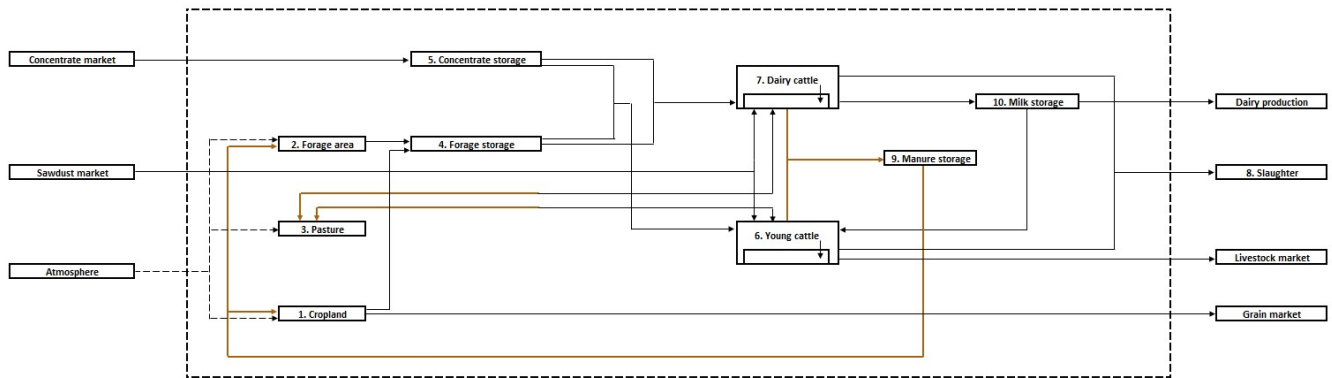 Concentrate market
5. Concentrate storage
7. Dairy cattle
10. Milk storage
Dairy production
2. Forage area
4. Forage storage
9. Manure storage
Sawdust market
8. Slaughter
3. Pasture
6. Young cattle
Livestock market
Atmosphere
1. Cropland
Grain market